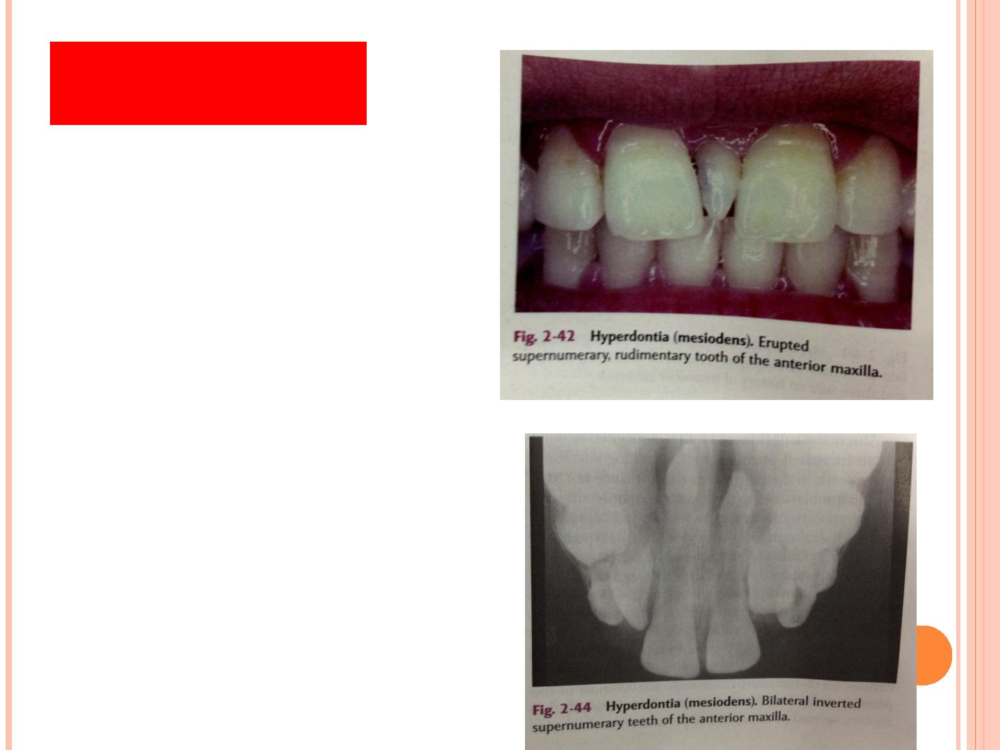 Fig. 2-42 Hyperdontia (mesiodens). Erupted
supernumerary, rudimentary tooth of the anterior maxilla.
Fig. 2-44 Hyperdontia (mesiodens). Bilateral inverted
supernumerary teeth of the anterior maxilla.